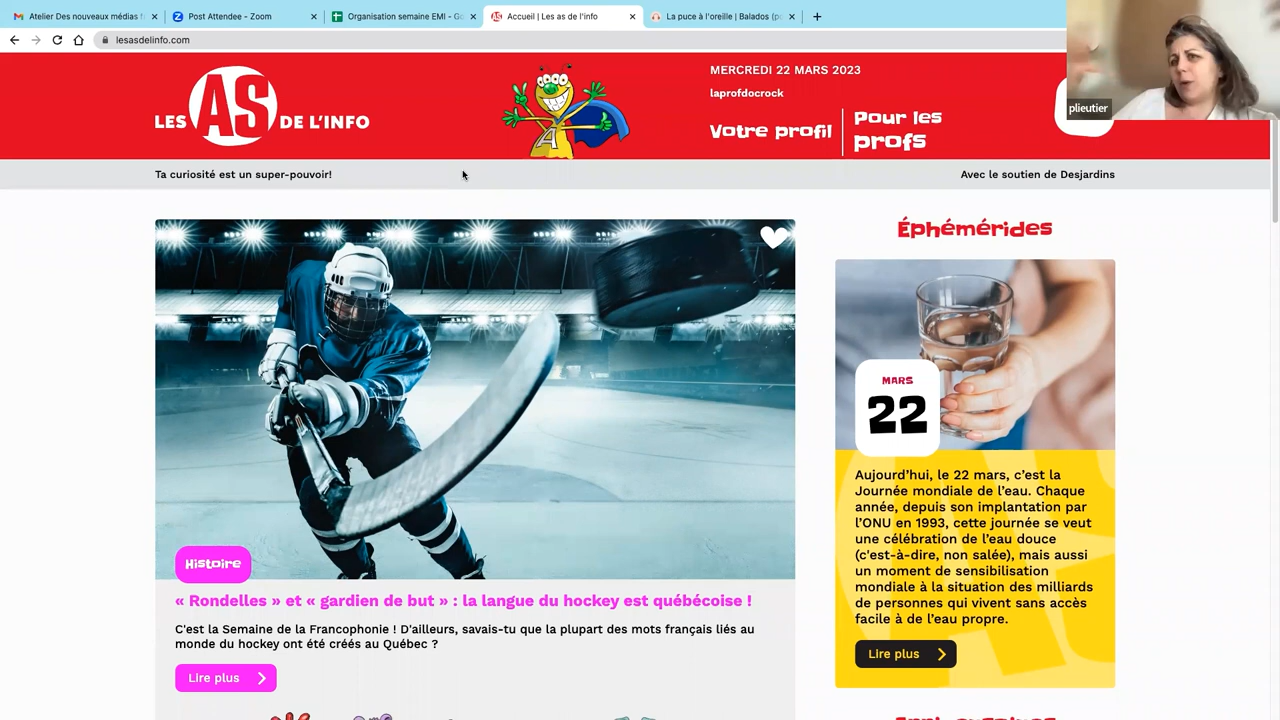 Atelier Des nouveaux médias
Post Attendee - Zoom
Organisation semaine EMI - Go
Accueil | Les as de l'info
La puce à l'oreille | Balados (p
lesasdelinfo.com
plieutier
LES AS DE L'INFO
MERCREDI 22 MARS 2023
laprofdocrock
Votre profil
Pour les
profs
Ta curiosité est un super-pouvoir!
Avec le soutien de Desjardins
Histoire
« Rondelles » et « gardien de but » : la langue du hockey est québécoise !
C'est la Semaine de la Francophonie ! D'ailleurs, savais-tu que la plupart des mots français liés au
monde du hockey ont été créés au Québec ?
Lire plus
Éphémérides
MARS
22
Aujourd'hui, le 22 mars, c'est la
Journée mondiale de l'eau. Chaque
année, depuis son implantation par
l'ONU en 1993, cette journée se veut
une célébration de l'eau douce
(c'est-à-dire, non salée), mais aussi
un moment de sensibilisation
mondiale à la situation des milliards
de personnes qui vivent sans accès
facile à de l'eau propre.
Lire plus